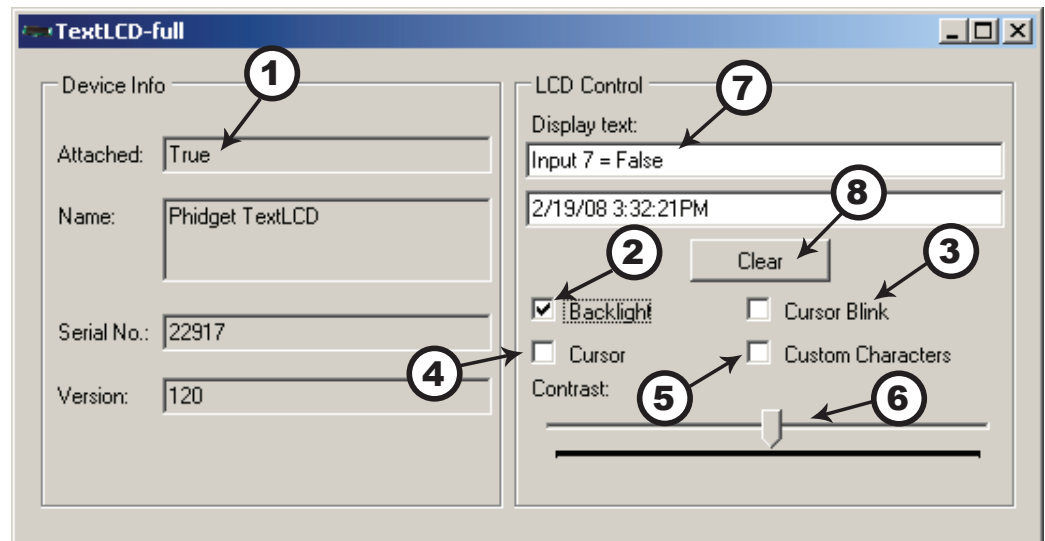 TextLCD-full
Device Info
1
Attached: True
Name: Phidget TextLCD
Serial No.: 22917
Version: 120
LCD Control
7
Display text:
Input 7 = False
2/19/08 3:32:21PM
8
Clear
2
3
Backlight
Cursor Blink
4
Cursor
Custom Characters
Contrast:
5
6